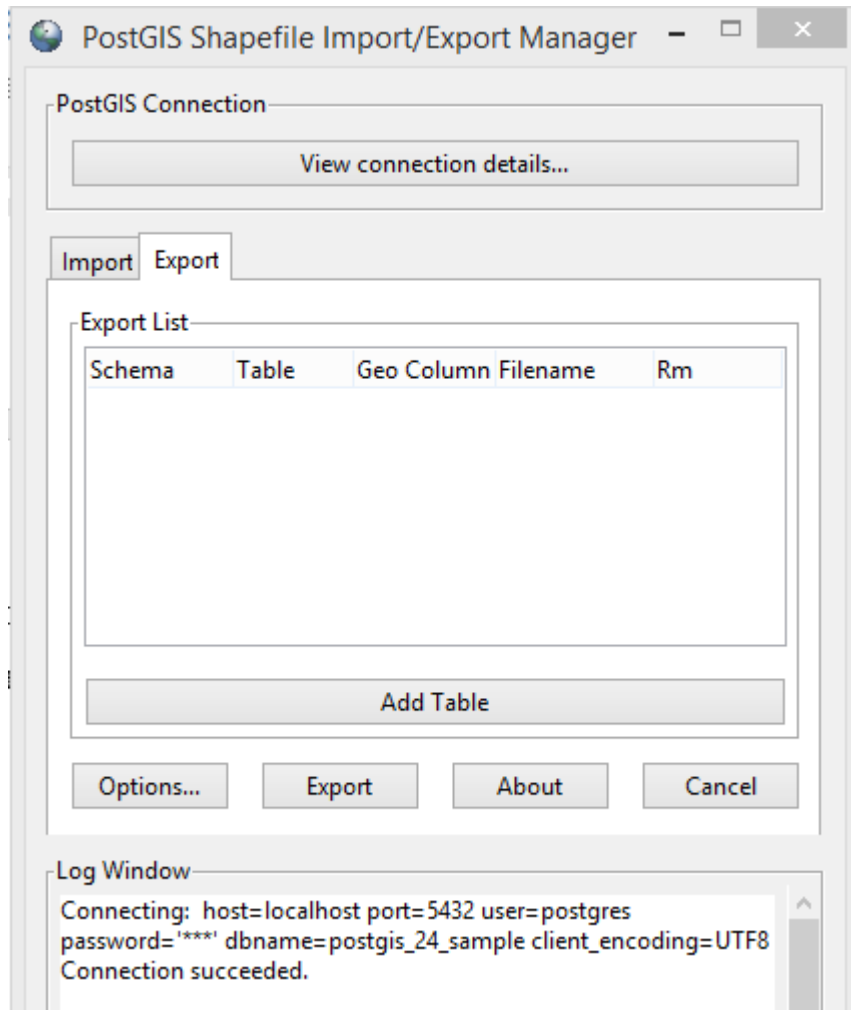 PostGIS Shapefile Import/Export Manager
PostGIS Connection
View connection details...
Import Export
Export List
Schema Table Geo Column Filename Rm
Add Table
Options... Export About Cancel
Log Window
Connecting:  host=localhost port=5432 user=postgres
password='***' dbname=postgis_24_sample client_encoding=UTF8
Connection succeeded.